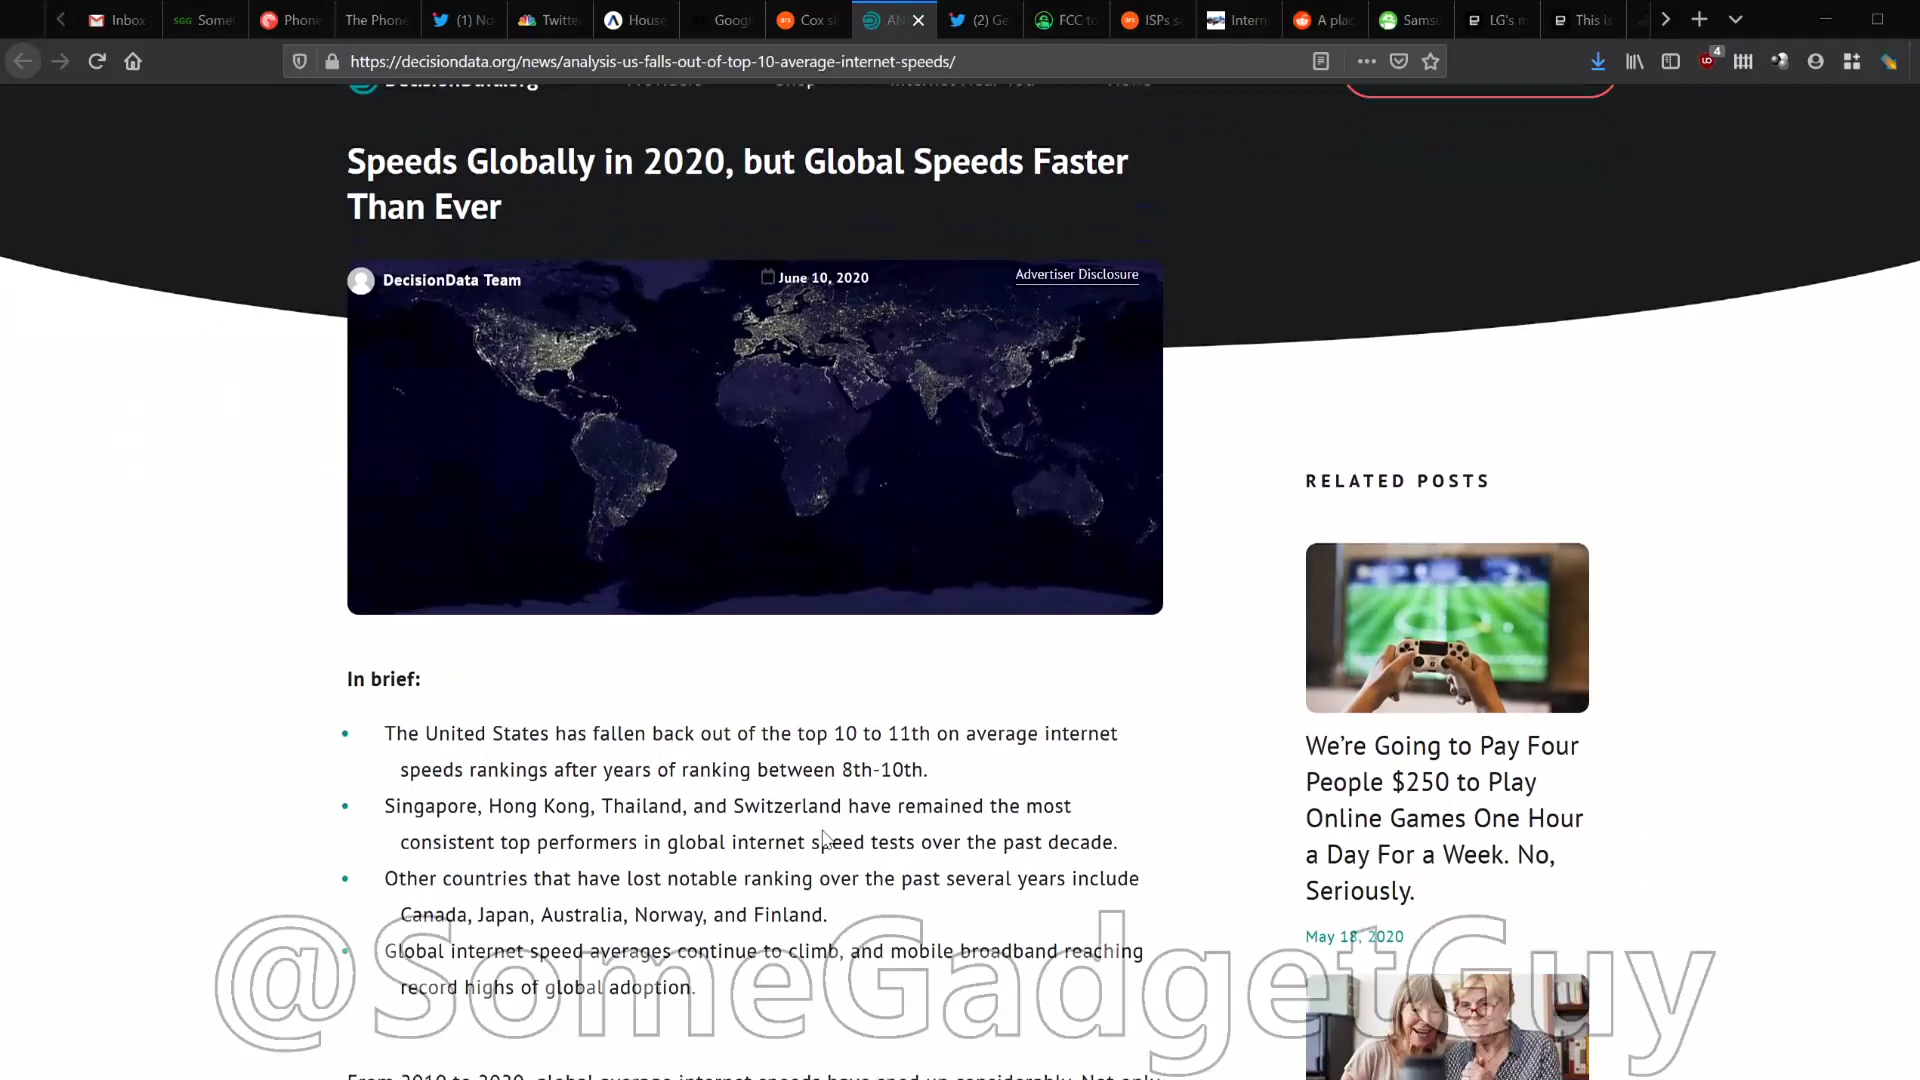 Inbox
SGG Some
Phone
The Phone
(1) No
Twitte
House
Googl
ars Cox sl
AN
(2) Ge
FCC to
ars ISPs s
Intern
A plac
Sams
LG's m
This is
https://decisiondata.org/news/analysis-us-falls-out-of-top-10-average-internet-speeds/
4
DecisionData.org
Providers
Shop
Internet Near You
News
Speeds Globally in 2020, but Global Speeds Faster
Than Ever
DecisionData Team
June 10, 2020
Advertiser Disclosure
In brief:
• The United States has fallen back out of the top 10 to 11th on average internet
speeds rankings after years of ranking between 8th-10th.
• Singapore, Hong Kong, Thailand, and Switzerland have remained the most
consistent top performers in global internet speed tests over the past decade.
• Other countries that have lost notable ranking over the past several years include
Canada, Japan, Australia, Norway, and Finland.
• Global internet speed averages continue to climb, and mobile broadband reaching
record highs of global adoption.
From 2010 to 2020, global average internet speeds have sped up considerably. Not only
RELATED POSTS
We're Going to Pay Four
People $250 to Play
Online Games One Hour
a Day For a Week. No,
Seriously.
May 18, 2020
@SomeGadgetGuy